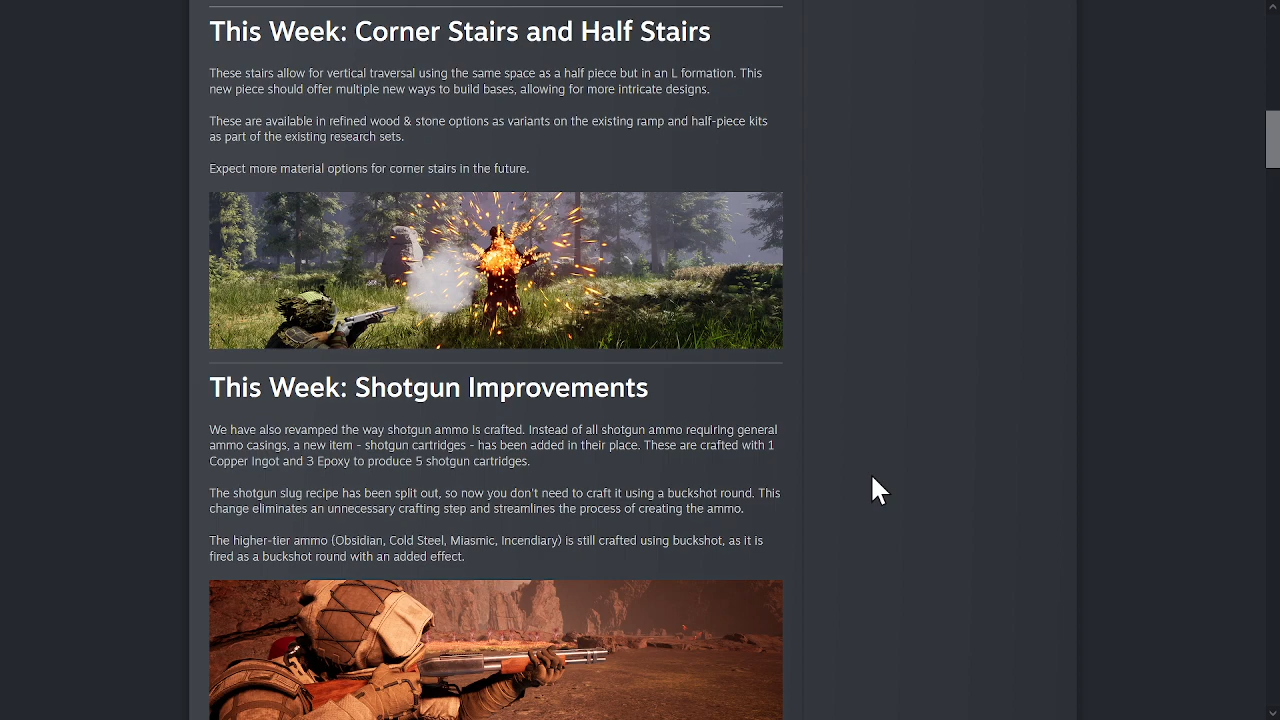 This Week: Corner Stairs and Half Stairs
These stairs allow for vertical traversal using the same space as a half piece but in an L formation. This
new piece should offer multiple new ways to build bases, allowing for more intricate designs.
These are available in refined wood & stone options as variants on the existing ramp and half-piece kits
as part of the existing research sets.
Expect more material options for corner stairs in the future.
This Week: Shotgun Improvements
We have also revamped the way shotgun ammo is crafted. Instead of all shotgun ammo requiring general
ammo casings, a new item - shotgun cartridges - has been added in their place. These are crafted with 1
Copper Ingot and 3 Epoxy to produce 5 shotgun cartridges.
The shotgun slug recipe has been split out, so now you don't need to craft it using a buckshot round. This
change eliminates an unnecessary crafting step and streamlines the process of creating the ammo.
The higher-tier ammo (Obsidian, Cold Steel, Miasmic, Incendiary) is still crafted using buckshot, as it is
fired as a buckshot round with an added effect.